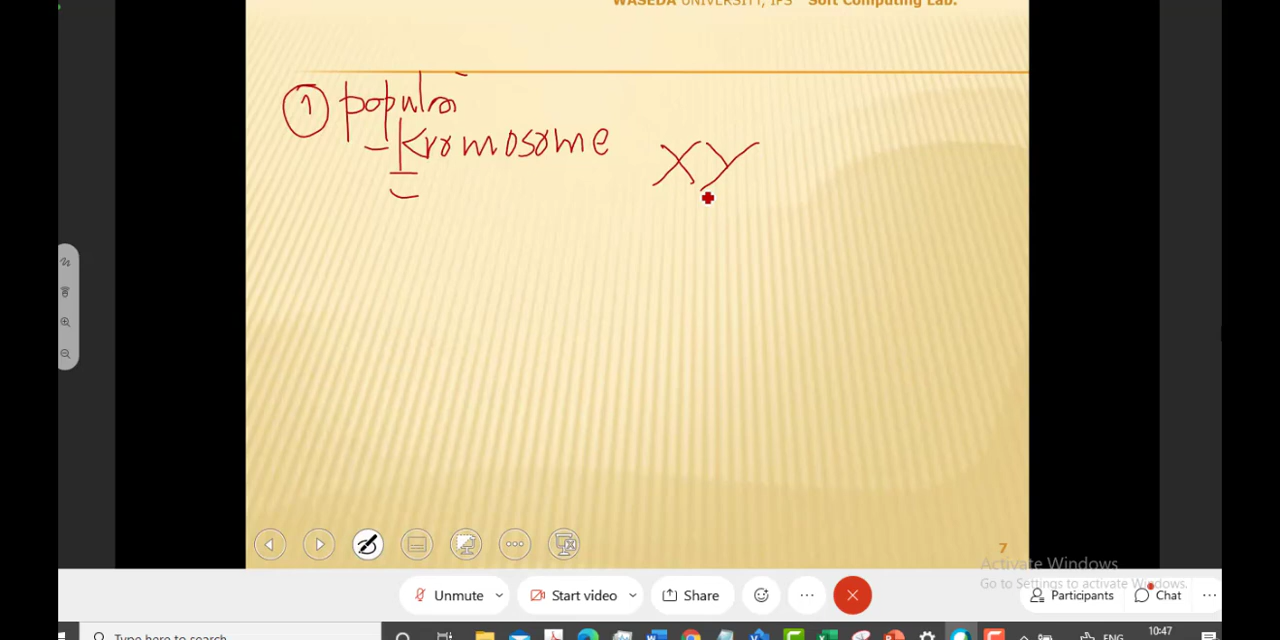 WASEDA UNIVERSITY, IPS Soft Computing Lab.
① popula
kromosome XY
7
Activate Windows
Go to Settings to activate Windows.
Unmute Start video Share Participants Chat
Type here to search ENG 10:47